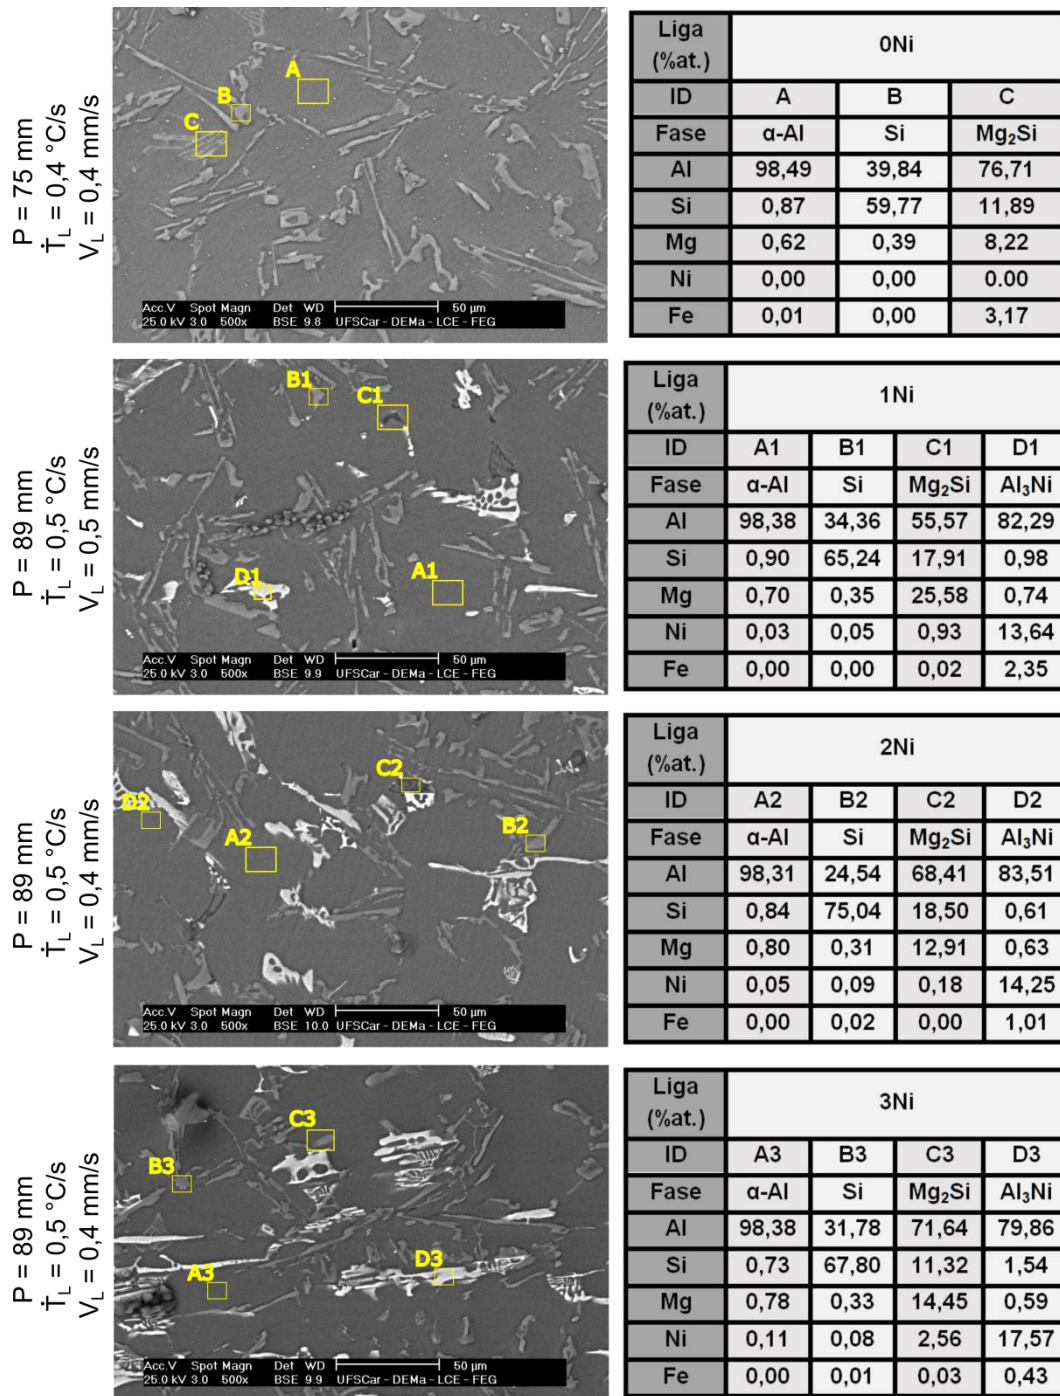 P = 75 mm
ṪL = 0,4 °C/s
VL = 0,4 mm/s
A
B
C
Acc.V Spot Magn Det WD 50 µm
25.0 kV 3.0 500x BSE 9.8 UFSCar - DEMa - LCE - FEG
Liga (%at.) 0Ni
ID A B C
Fase α-Al Si Mg₂Si
Al 98,49 39,84 76,71
Si 0,87 59,77 11,89
Mg 0,62 0,39 8,22
Ni 0,00 0,00 0.00
Fe 0,01 0,00 3,17
P = 89 mm
ṪL = 0,5 °C/s
VL = 0,5 mm/s
B1
C1
D1
A1
Acc.V Spot Magn Det WD 50 µm
25.0 kV 3.0 500x BSE 9.9 UFSCar - DEMa - LCE - FEG
Liga (%at.) 1Ni
ID A1 B1 C1 D1
Fase α-Al Si Mg₂Si Al₃Ni
Al 98,38 34,36 55,57 82,29
Si 0,90 65,24 17,91 0,98
Mg 0,70 0,35 25,58 0,74
Ni 0,03 0,05 0,93 13,64
Fe 0,00 0,00 0,02 2,35
P = 89 mm
ṪL = 0,5 °C/s
VL = 0,4 mm/s
C2
D2
A2
B2
Acc.V Spot Magn Det WD 50 µm
25.0 kV 3.0 500x BSE 10.0 UFSCar - DEMa - LCE - FEG
Liga (%at.) 2Ni
ID A2 B2 C2 D2
Fase α-Al Si Mg₂Si Al₃Ni
Al 98,31 24,54 68,41 83,51
Si 0,84 75,04 18,50 0,61
Mg 0,80 0,31 12,91 0,63
Ni 0,05 0,09 0,18 14,25
Fe 0,00 0,02 0,00 1,01
P = 89 mm
ṪL = 0,5 °C/s
VL = 0,4 mm/s
C3
B3
D3
A3
Acc.V Spot Magn Det WD 50 µm
25.0 kV 3.0 500x BSE 9.9 UFSCar - DEMa - LCE - FEG
Liga (%at.) 3Ni
ID A3 B3 C3 D3
Fase α-Al Si Mg₂Si Al₃Ni
Al 98,38 31,78 71,64 79,86
Si 0,73 67,80 11,32 1,54
Mg 0,78 0,33 14,45 0,59
Ni 0,11 0,08 2,56 17,57
Fe 0,00 0,01 0,03 0,43